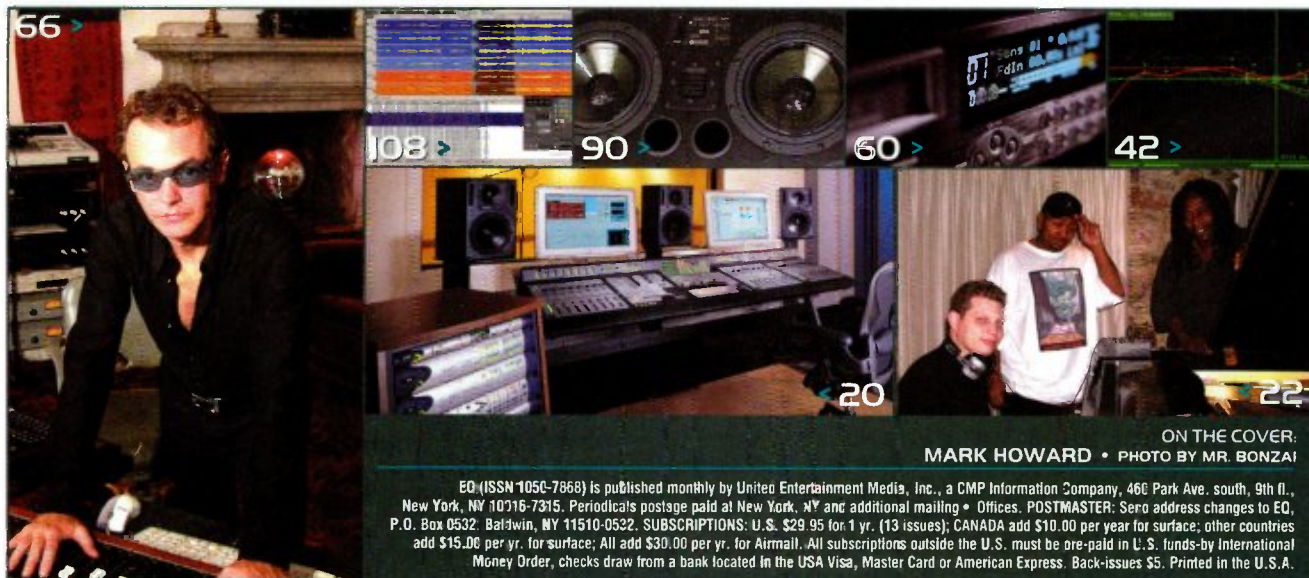 66 >
108 >
90 >
60 >
42 >
< 20
< 22
07 Sens 01
FdIn 00.00
ON THE COVER:
MARK HOWARD • PHOTO BY MR. BONZAI
EQ (ISSN 1050-7868) is published monthly by United Entertainment Media, Inc., a CMP Information Company, 460 Park Ave. south, 9th fl.,
New York, NY 10016-7315. Periodicals postage paid at New York, NY and additional mailing • Offices. POSTMASTER: Send address changes to EQ,
P.O. Box 0532, Baldwin, NY 11510-0532. SUBSCRIPTIONS: U.S. $29.95 for 1 yr. (13 issues); CANADA add $10.00 per year for surface; other countries
add $15.00 per yr. for surface; All add $30.00 per yr. for Airmail. All subscriptions outside the U.S. must be pre-paid in U.S. funds-by International
Money Order, checks draw from a bank located in the USA Visa, Master Card or American Express. Back-issues $5. Printed in the U.S.A.